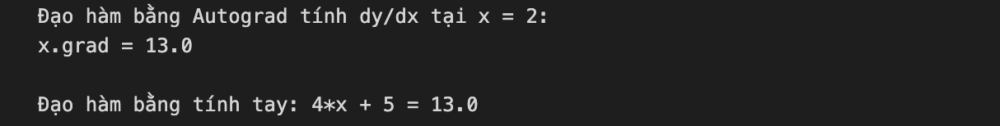 Đạo hàm bằng Autograd tính dy/dx tại x = 2:
x.grad = 13.0
Đạo hàm bằng tính tay: 4*x + 5 = 13.0